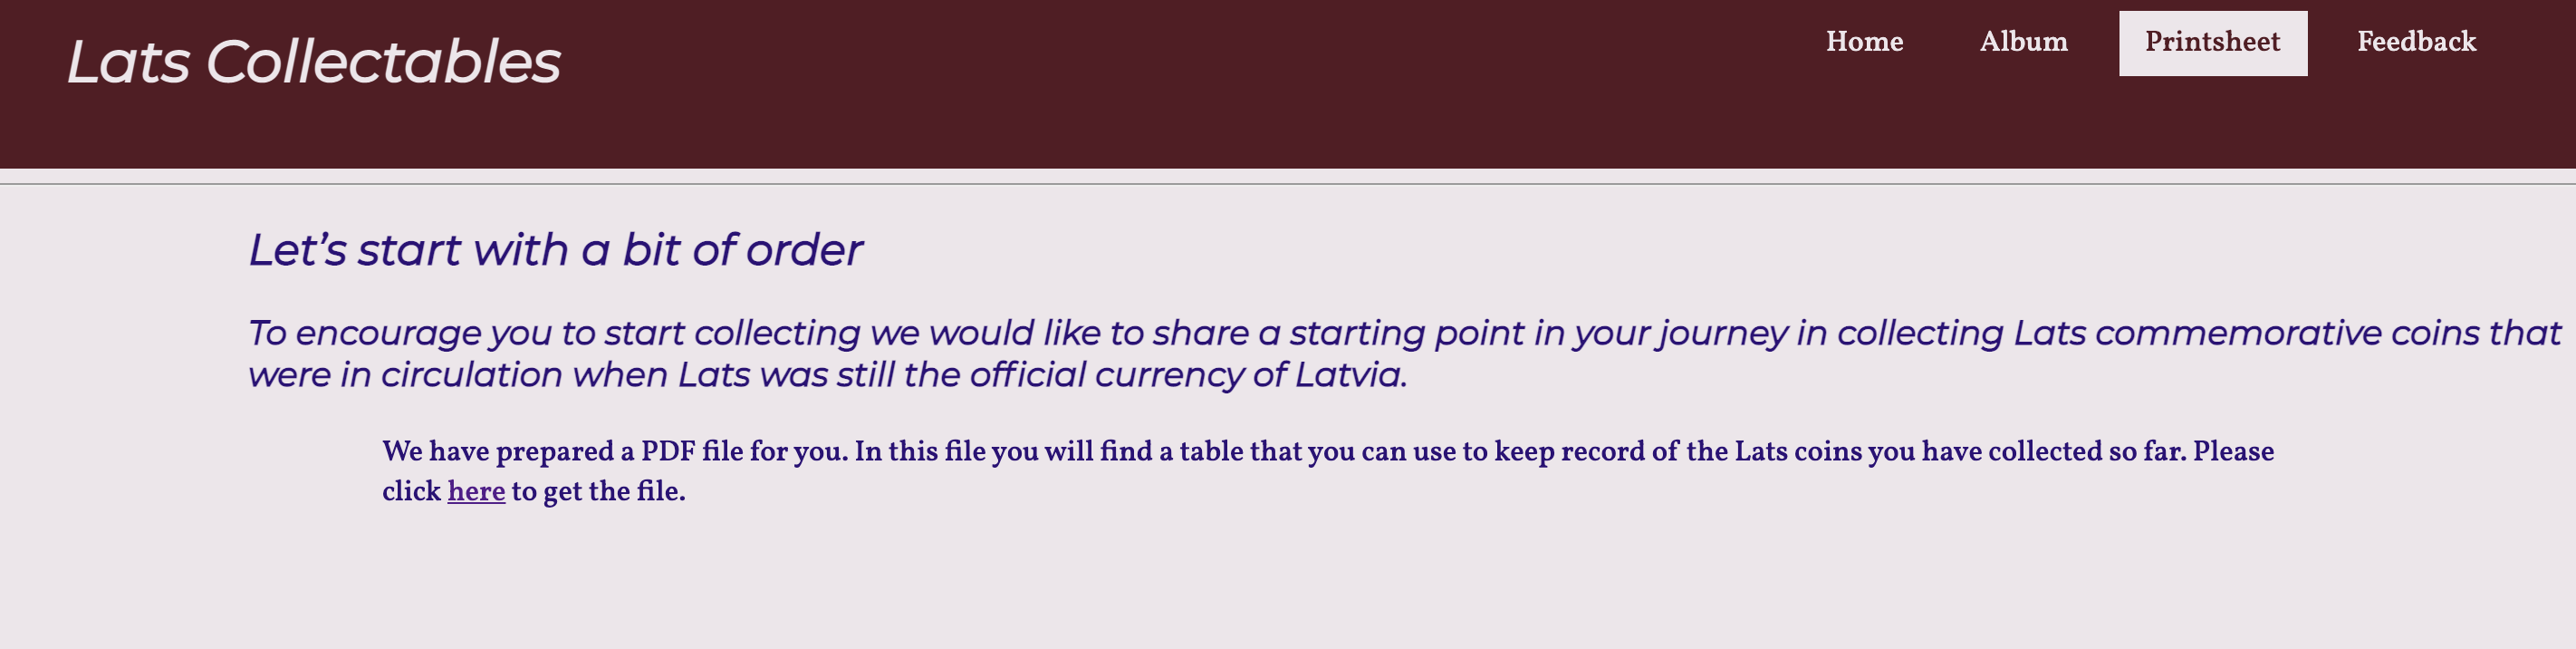 Lats Collectables
Home
Album
Printsheet
Feedback
Let’s start with a bit of order
To encourage you to start collecting we would like to share a starting point in your journey in collecting Lats commemorative coins that
were in circulation when Lats was still the official currency of Latvia.
We have prepared a PDF file for you. In this file you will find a table that you can use to keep record of the Lats coins you have collected so far. Please
click here to get the file.